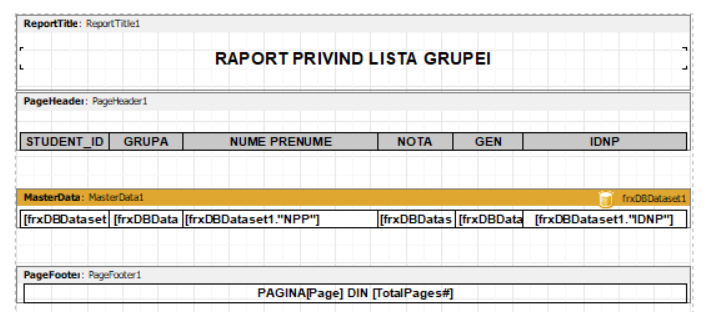 ReportTitle: ReportTitle1
RAPORT PRIVIND LISTA GRUPEI
PageHeader: PageHeader1
STUDENT_ID GRUPA NUME PRENUME NOTA GEN IDNP
MasterData: MasterData1 frxDBDataset1
[frxDBDataset [frxDBData [frxDBDataset1."NPP"] [frxDBDatas [frxDBData [frxDBDataset1."IDNP"]
PageFooter: PageFooter1
PAGINA[Page] DIN [TotalPages#]